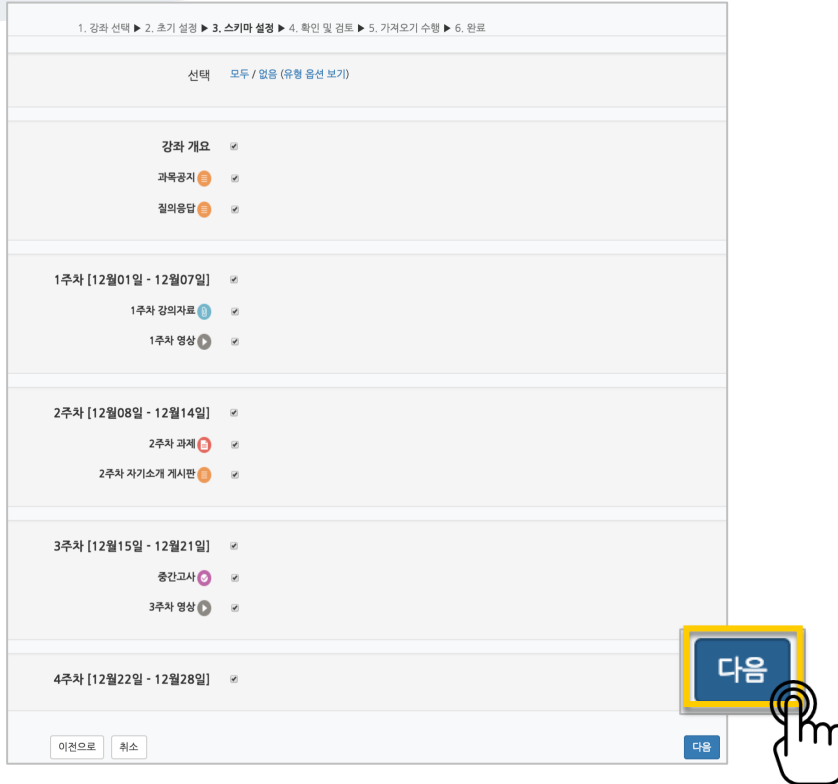 1. 강좌 선택 ▶ 2. 초기 설정 ▶ 3. 스키마 설정 ▶ 4. 확인 및 검토 ▶ 5. 가져오기 수행 ▶ 6. 완료
선택 모두 / 없음 (유형 옵션 보기)
강좌 개요
과목공지
질의응답
1주차 [12월01일 - 12월07일]
1주차 강의자료
1주차 영상
2주차 [12월08일 - 12월14일]
2주차 과제
2주차 자기소개 게시판
3주차 [12월15일 - 12월21일]
중간고사
3주차 영상
4주차 [12월22일 - 12월28일]
다음
이전으로 취소 다음